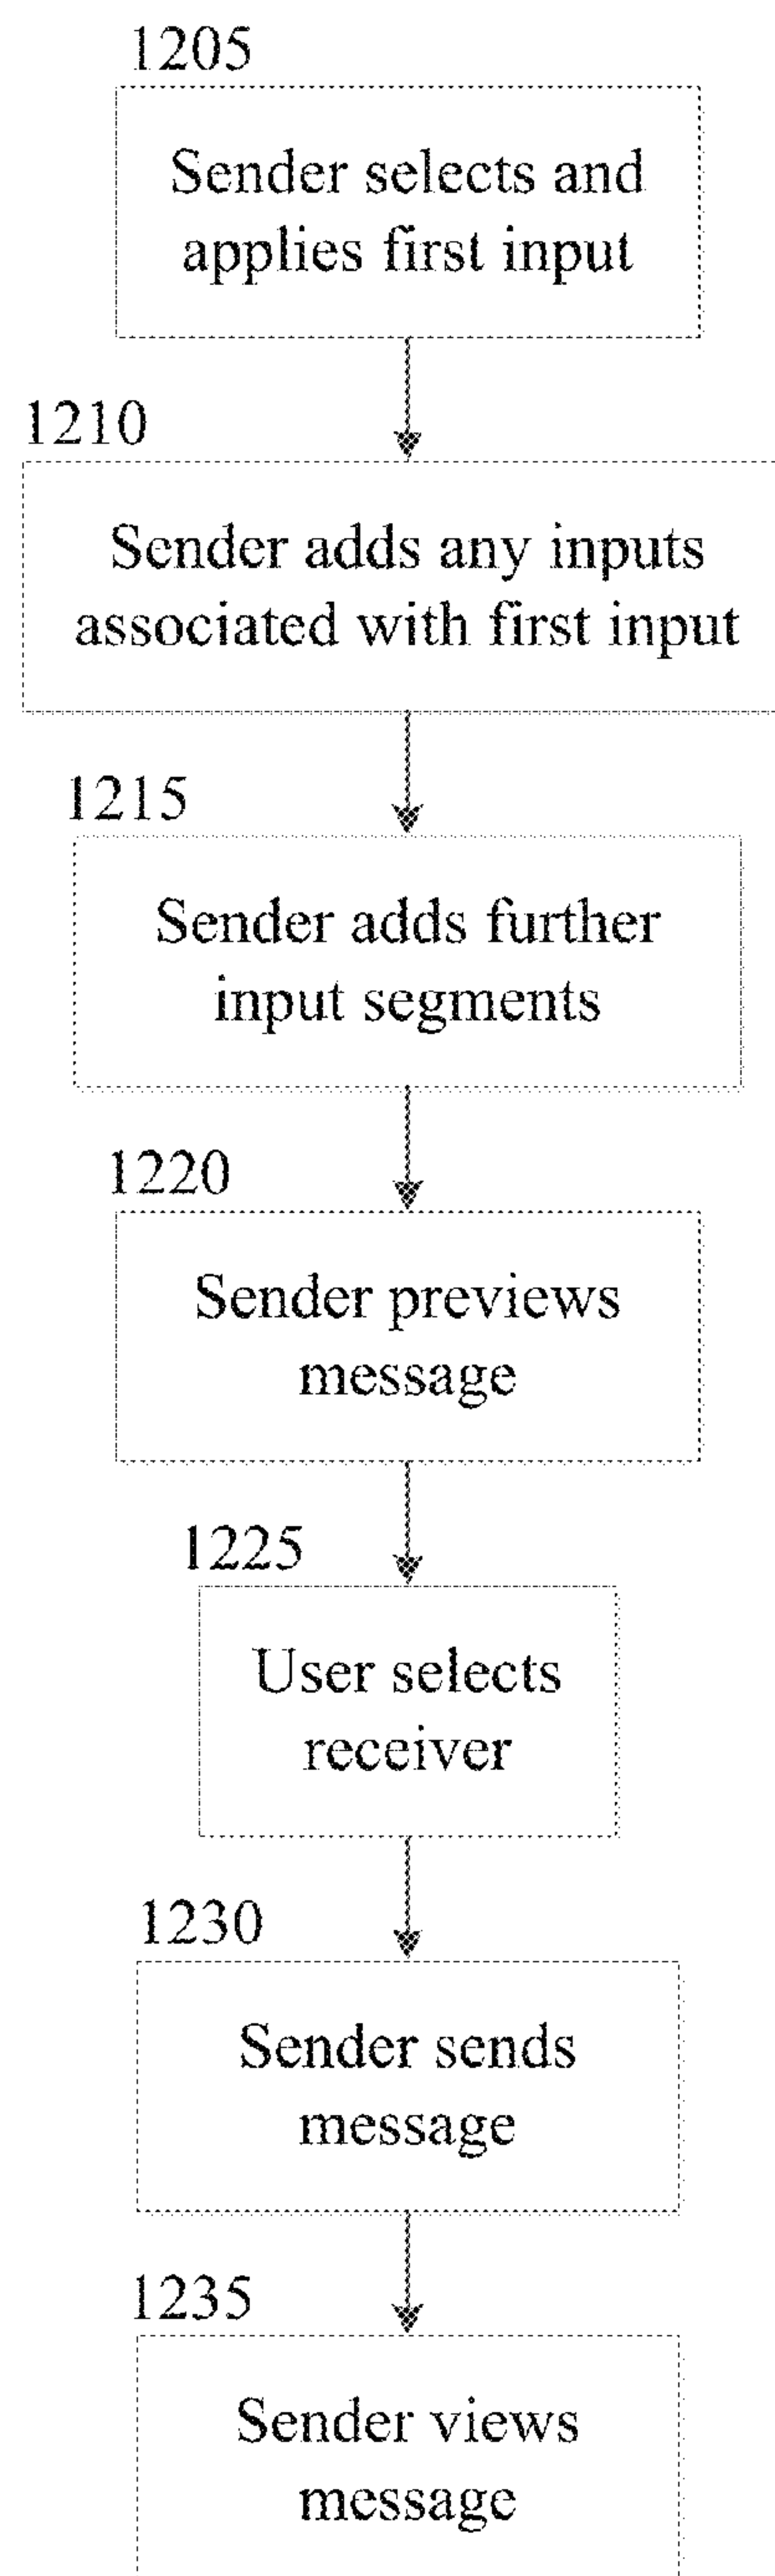 1205
Sender selects and
applies first input
1210
Sender adds any inputs
associated with first input
1215
Sender adds further
input segments
1220
Sender previews
message
1225
User selects
receiver
1230
Sender sends
message
1235
Sender views
message